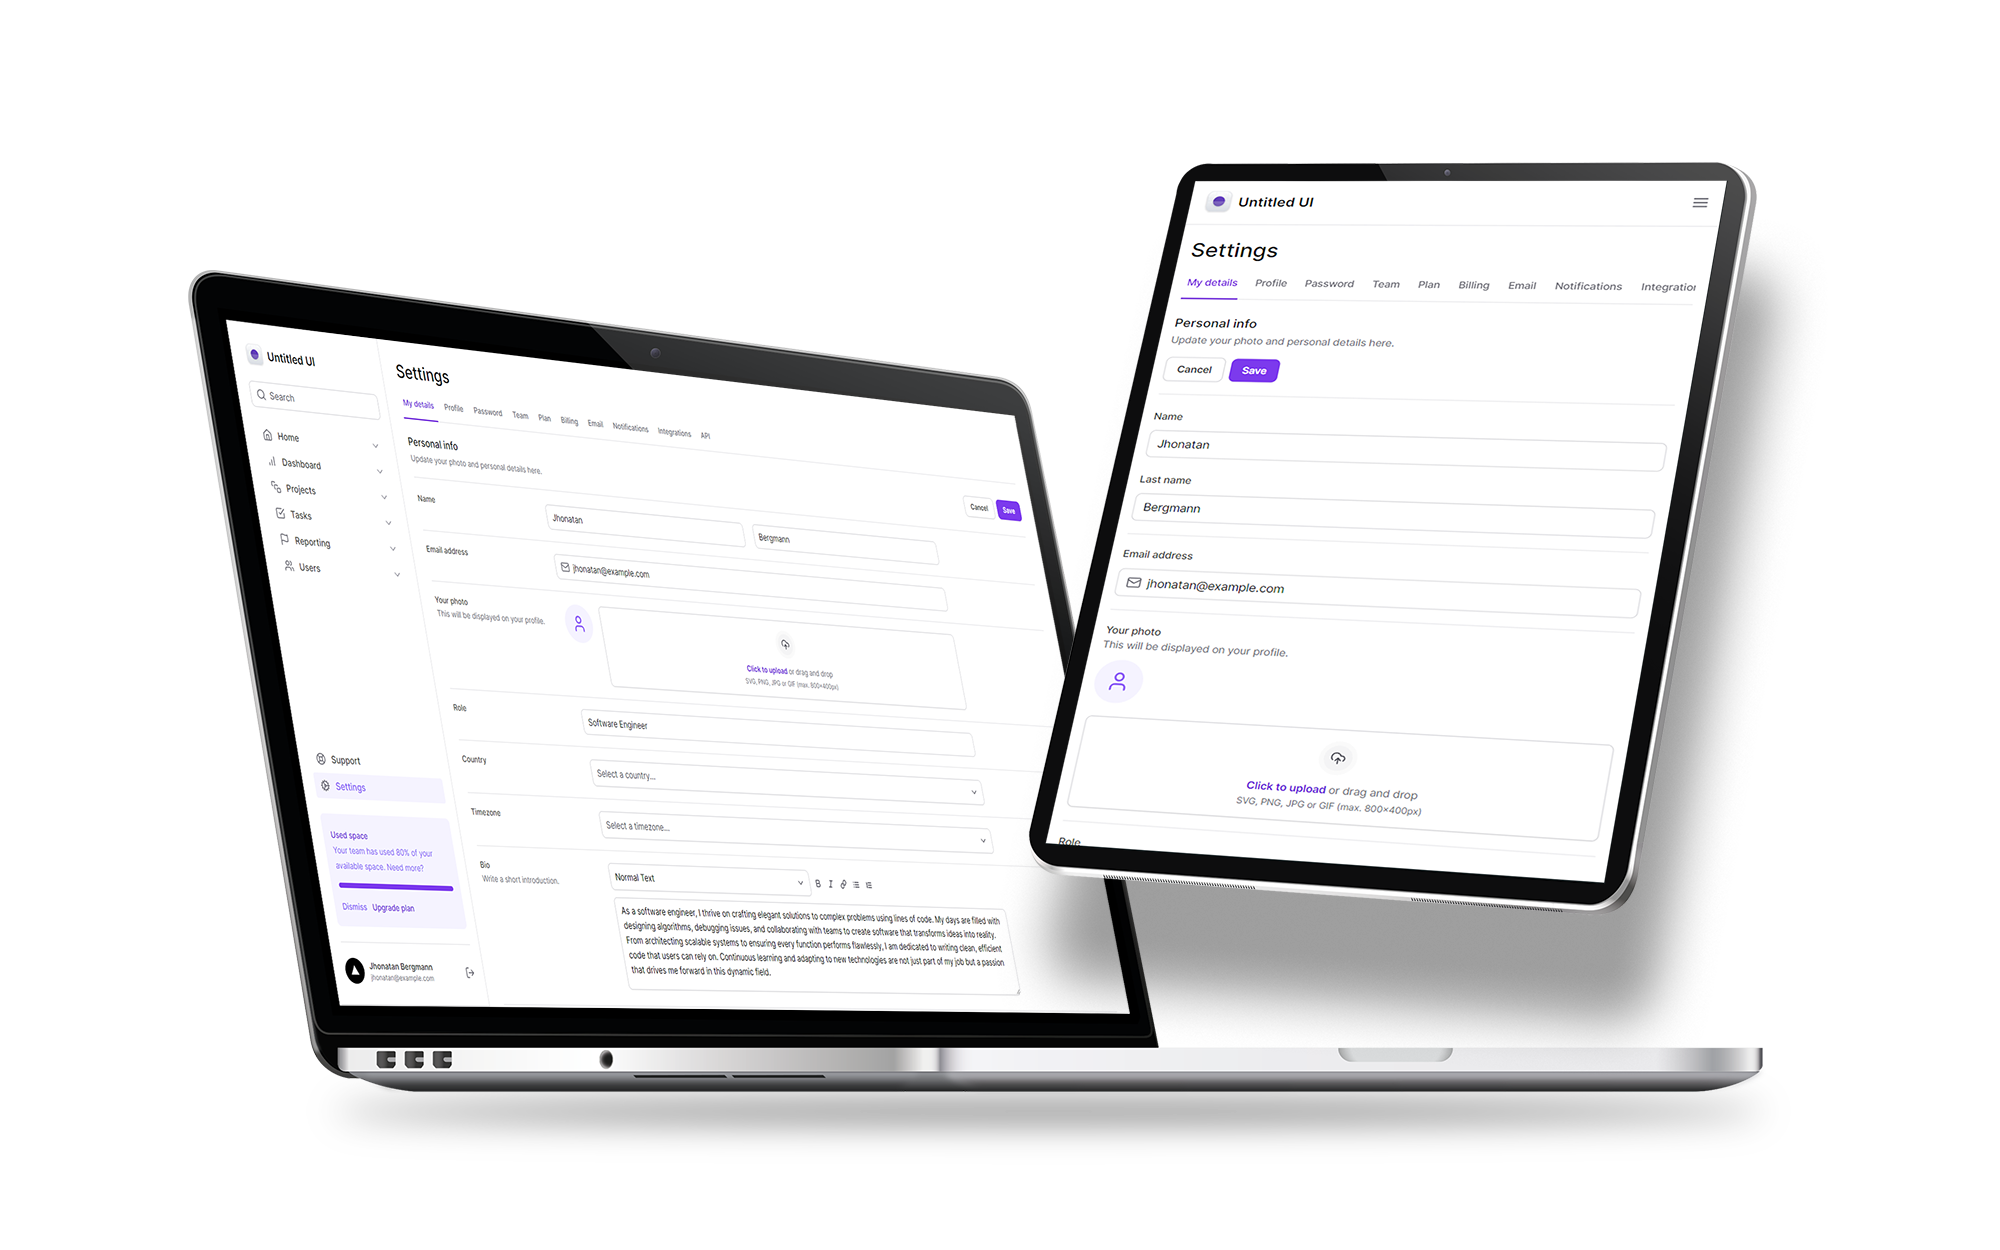 Untitled UI
Search
Home
Dashboard
Projects
Tasks
Reporting
Users
Support
Settings
Used space
Your team has used 80% of your
available space. Need more?
Dismiss Upgrade plan
Jhonatan Bergmann
jhonatan@example.com
Settings
My details Profile Password Team Plan Billing Email Notifications Integrations API
Personal info
Update your photo and personal details here.
Cancel Save
Name
Jhonatan Bergmann
Email address
jhonatan@example.com
Your photo
This will be displayed on your profile.
Click to upload or drag and drop
SVG, PNG, JPG or GIF (max. 800×400px)
Role
Software Engineer
Country
Select a country...
Timezone
Select a timezone...
Bio
Write a short introduction.
Normal Text B I
As a software engineer, I thrive on crafting elegant solutions to complex problems using lines of code. My days are filled with
designing algorithms, debugging issues, and collaborating with teams to create software that transforms ideas into reality.
From architecting scalable systems to ensuring every function performs flawlessly, I am dedicated to writing clean, efficient
code that users can rely on. Continuous learning and adapting to new technologies are not just part of my job but a passion
that drives me forward in this dynamic field.
Untitled UI
Settings
My details Profile Password Team Plan Billing Email Notifications Integration
Personal info
Update your photo and personal details here.
Cancel Save
Name
Jhonatan
Last name
Bergmann
Email address
jhonatan@example.com
Your photo
This will be displayed on your profile.
Click to upload or drag and drop
SVG, PNG, JPG or GIF (max. 800×400px)
Role